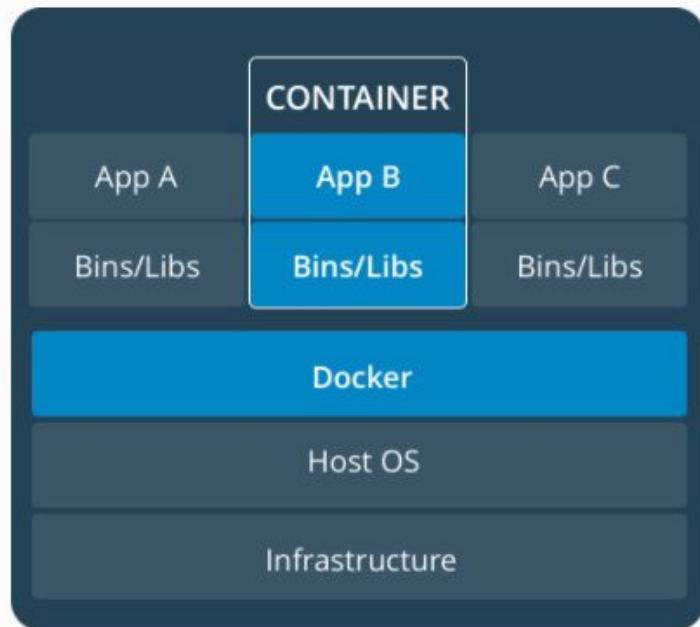 CONTAINER
App A App B App C
Bins/Libs Bins/Libs Bins/Libs
Docker
Host OS
Infrastructure